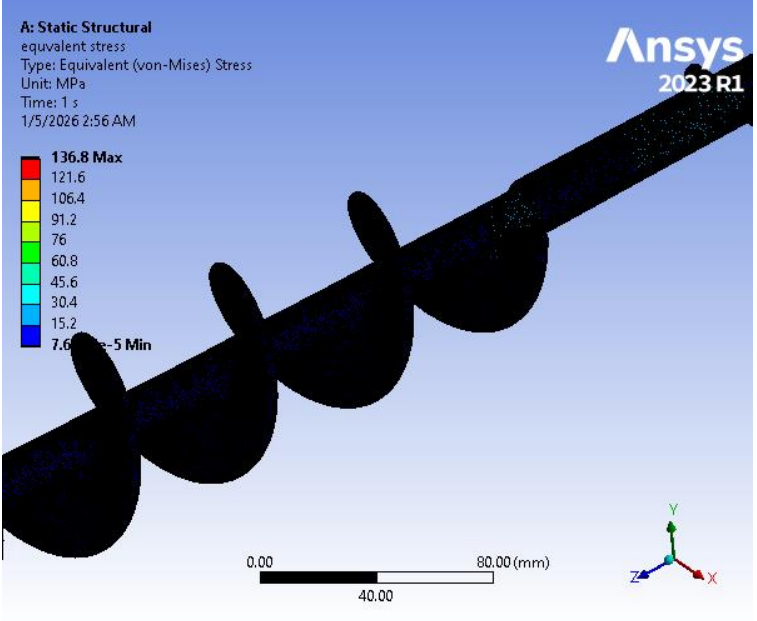 A: Static Structural
equvalent stress
Type: Equivalent (von-Mises) Stress
Unit: MPa
Time: 1 s
1/5/2026 2:56 AM
Ansys
2023 R1
136.8 Max
121.6
106.4
91.2
76
60.8
45.6
30.4
15.2
7.6 e-5 Min
0.00
80.00 (mm)
40.00
Y
Z
X